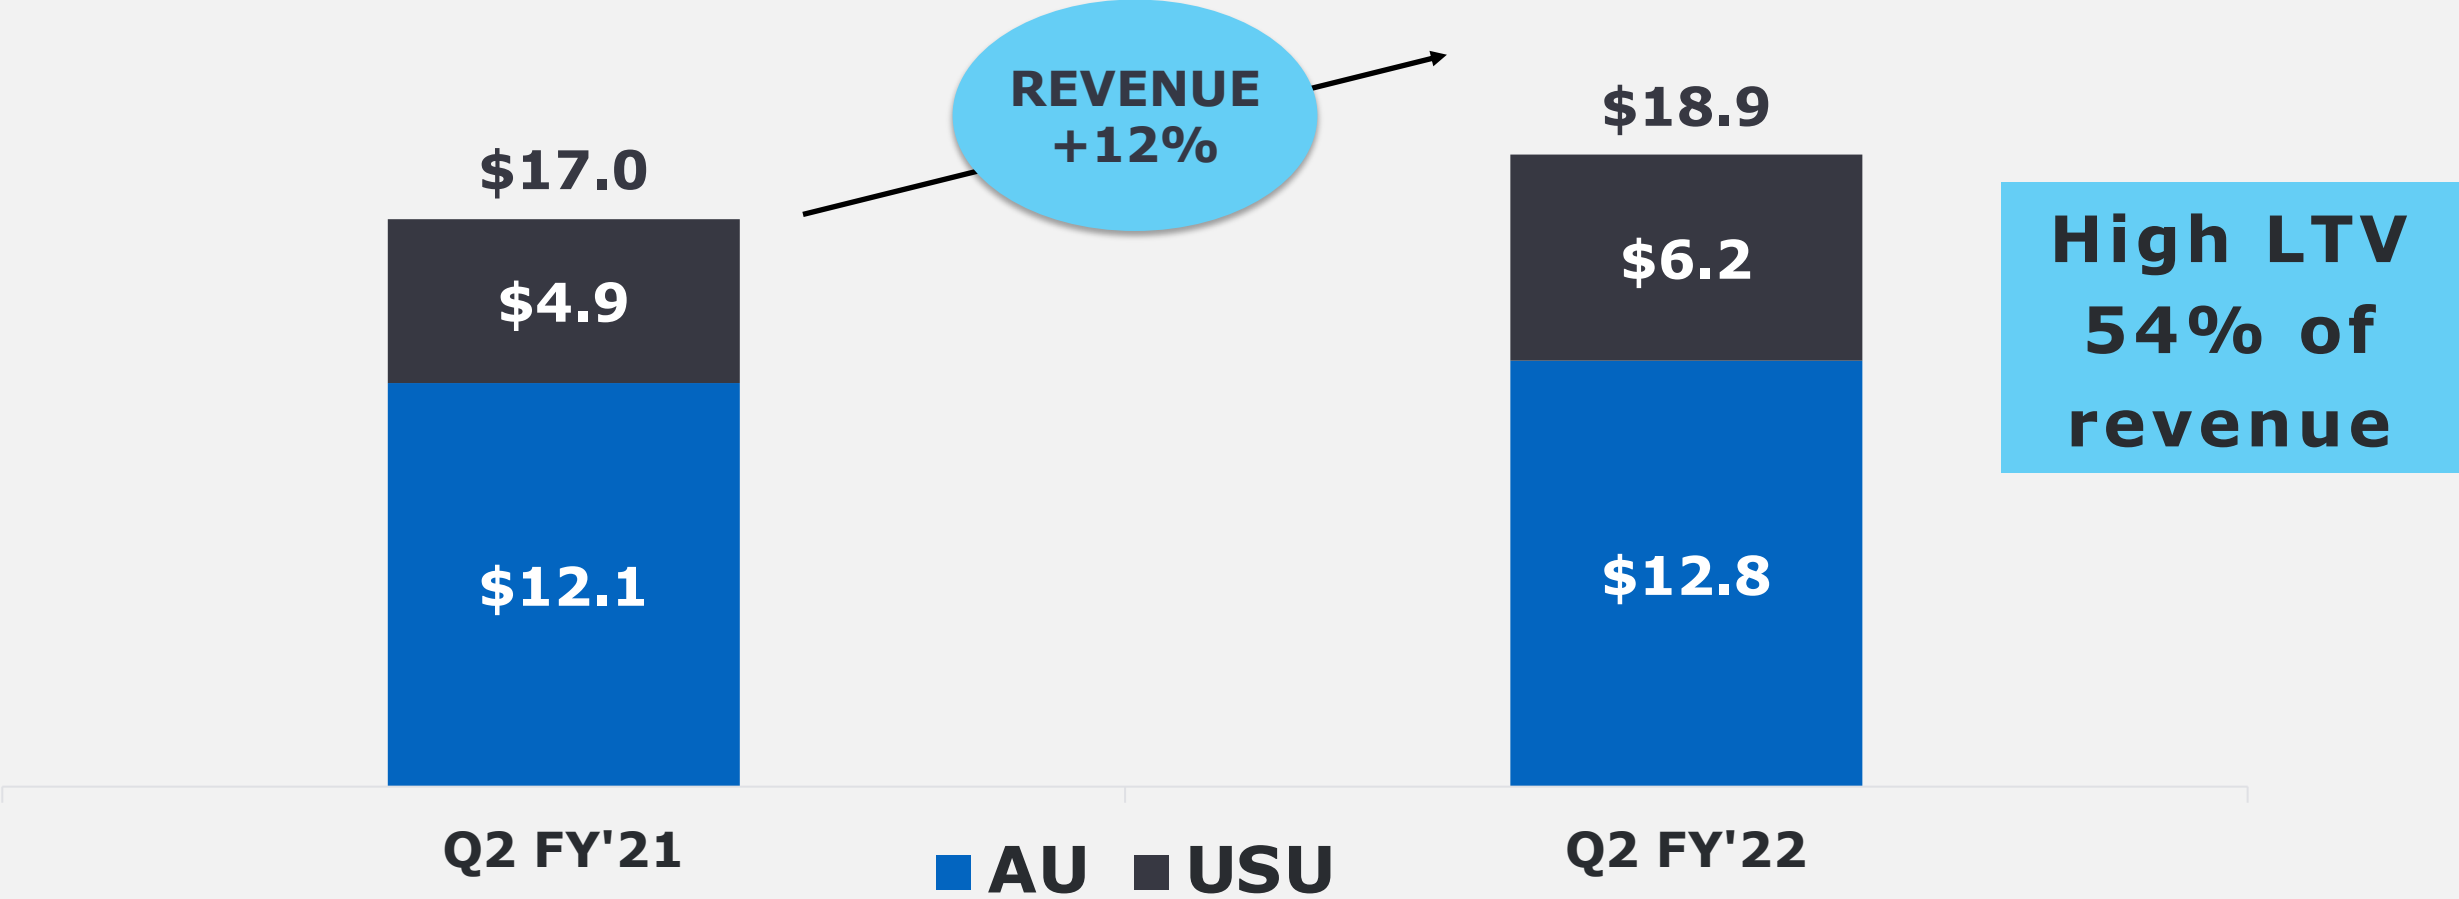 REVENUE
+12%
$17.0
$18.9
$4.9
$6.2
$12.1
$12.8
High LTV
54% of
revenue
Q2 FY'21
Q2 FY'22
AU
USU